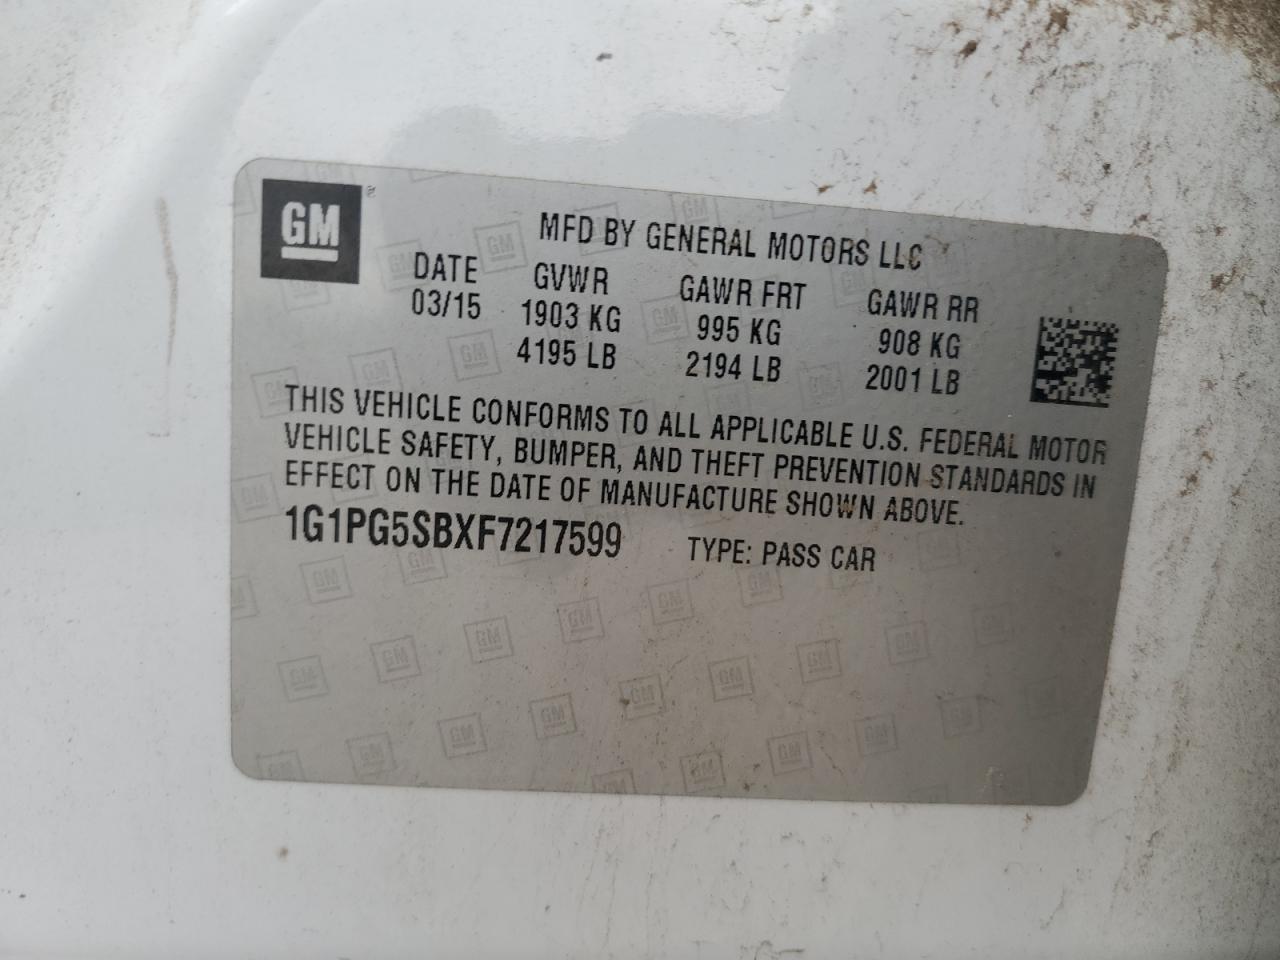 GM
MFD BY GENERAL MOTORS LLC
DATE GVWR GAWR FRT GAWR RR
03/15 1903 KG 995 KG 908 KG
4195 LB 2194 LB 2001 LB
THIS VEHICLE CONFORMS TO ALL APPLICABLE U.S. FEDERAL MOTOR
VEHICLE SAFETY, BUMPER, AND THEFT PREVENTION STANDARDS IN
EFFECT ON THE DATE OF MANUFACTURE SHOWN ABOVE.
1G1PG5SBXF7217599 TYPE: PASS CAR